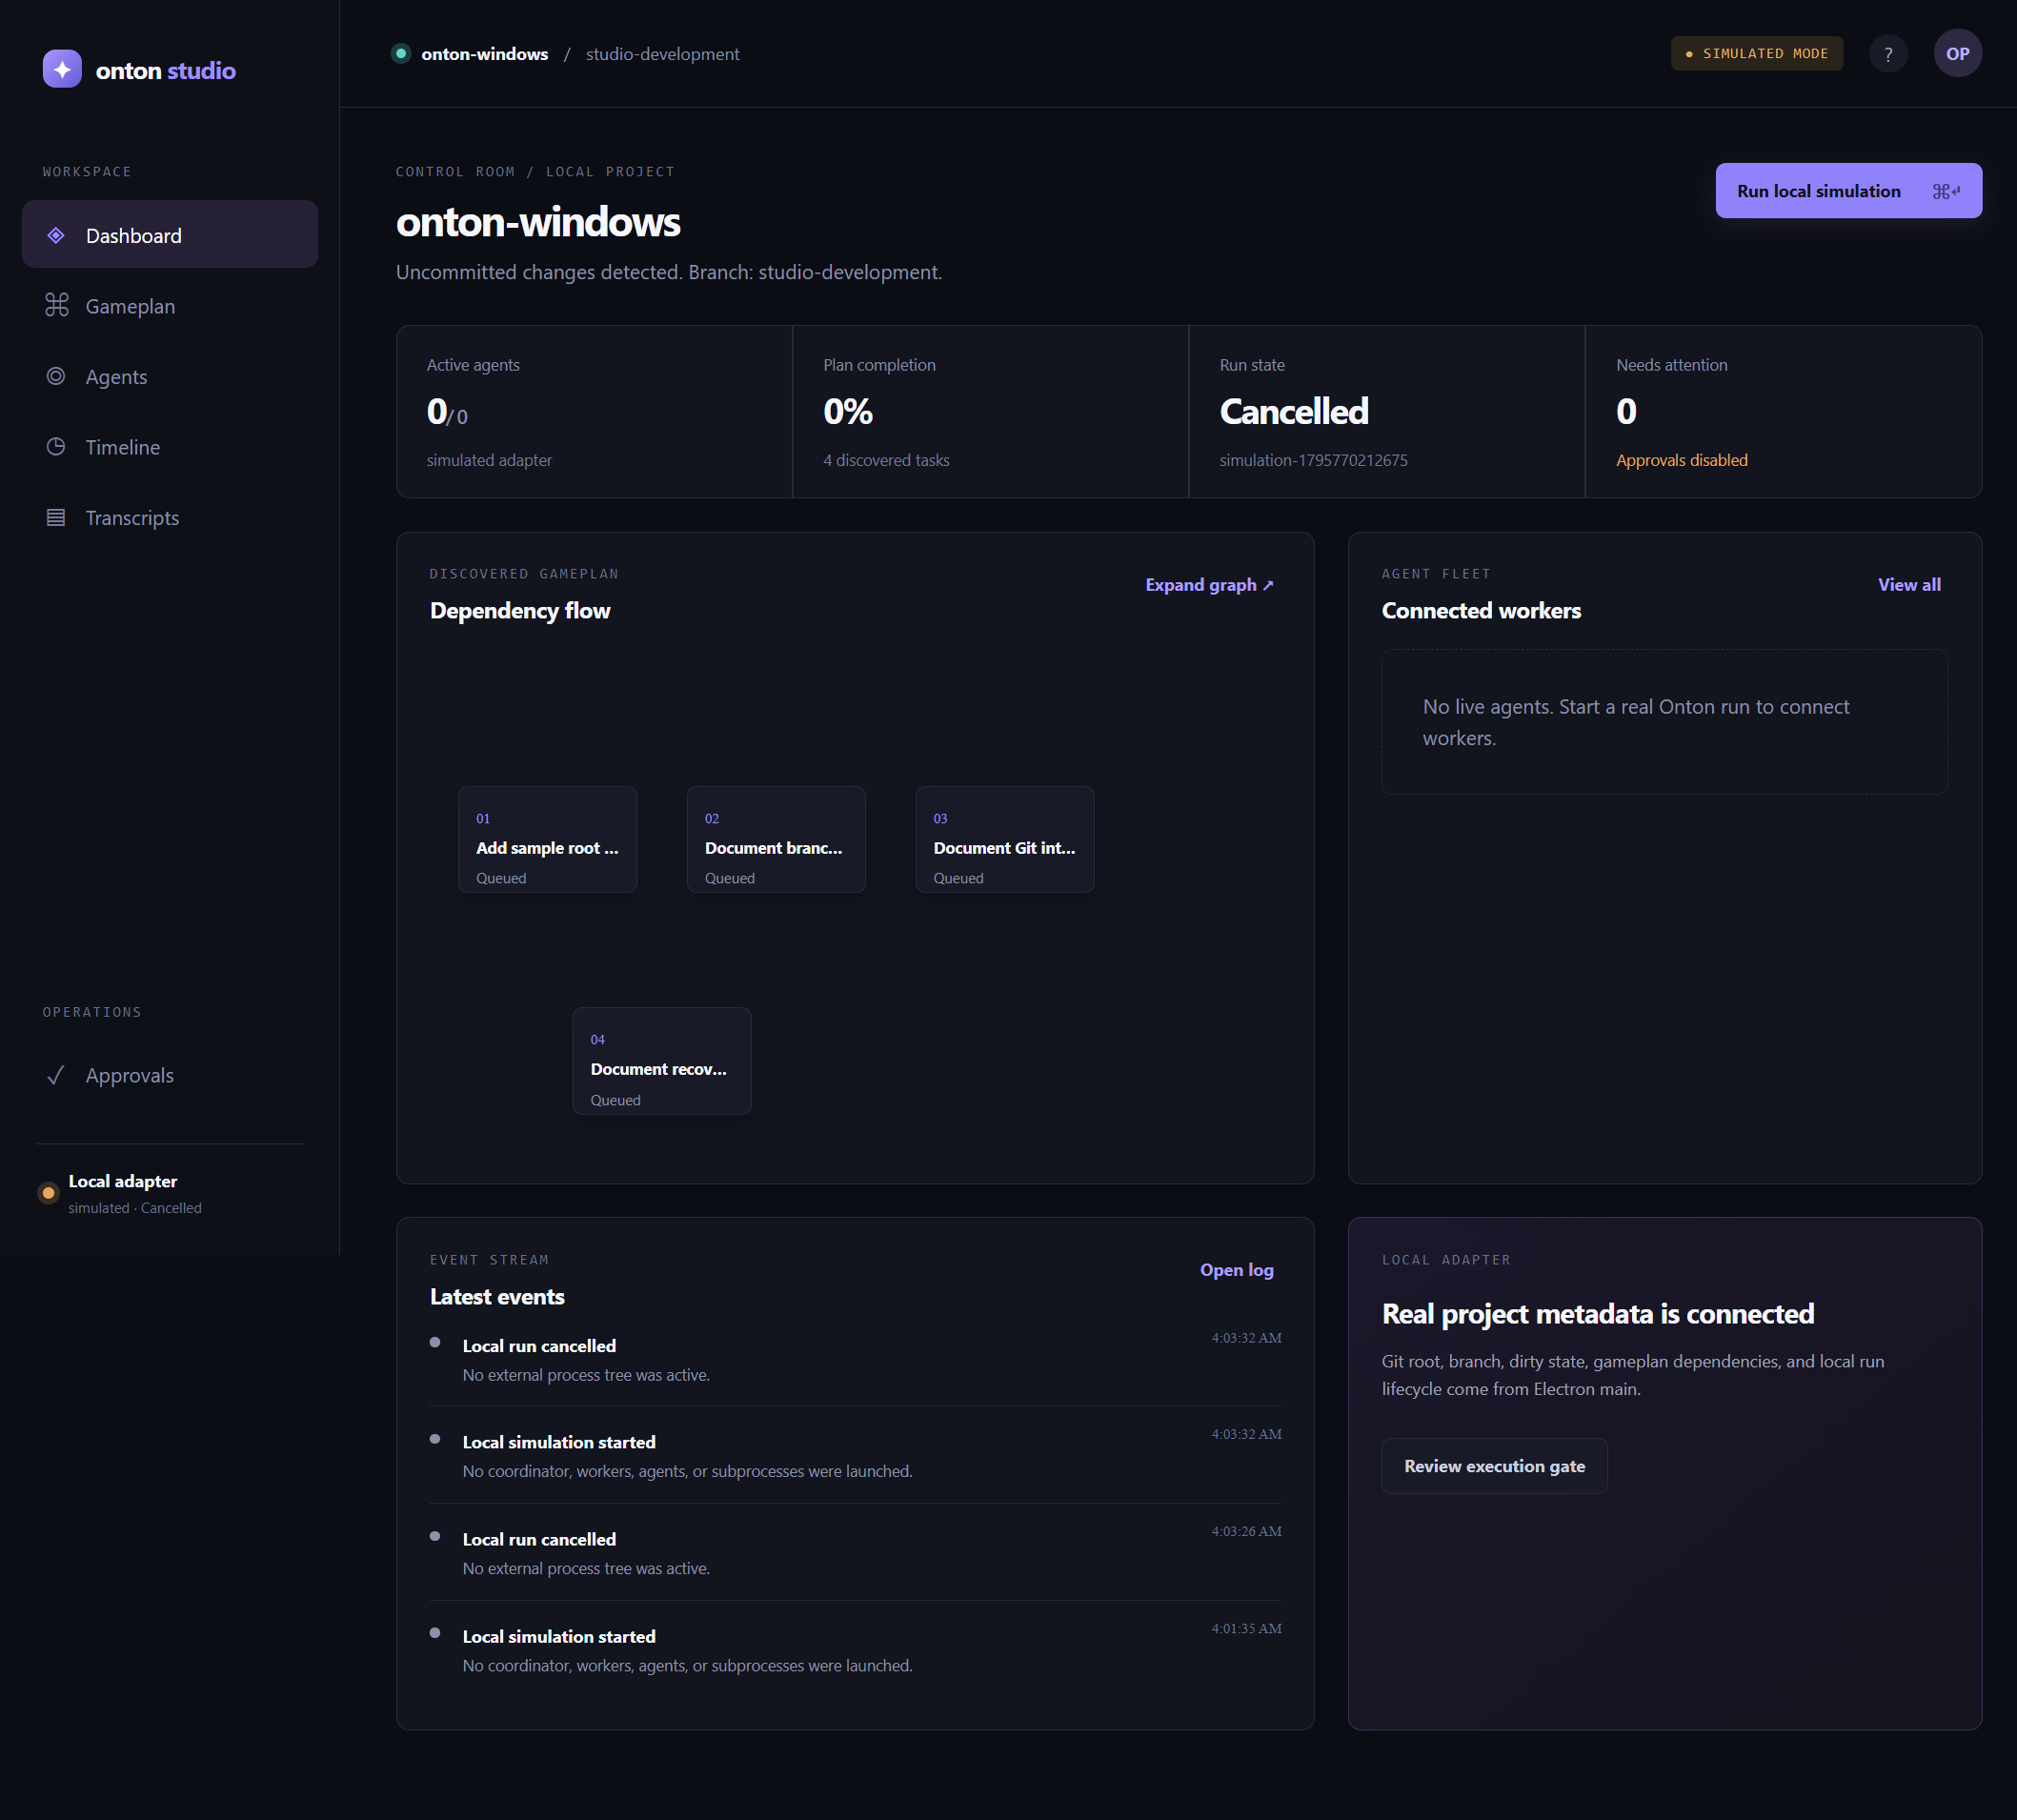 onton studio
WORKSPACE
Dashboard
Gameplan
Agents
Timeline
Transcripts
OPERATIONS
Approvals
Local adapter
simulated · Cancelled
onton-windows / studio-development
SIMULATED MODE
?
OP
CONTROL ROOM / LOCAL PROJECT
onton-windows
Uncommitted changes detected. Branch: studio-development.
Run local simulation ⌘↵
Active agents
0/ 0
simulated adapter
Plan completion
0%
4 discovered tasks
Run state
Cancelled
simulation-1795770212675
Needs attention
0
Approvals disabled
DISCOVERED GAMEPLAN
Dependency flow
Expand graph ↗
01
Add sample root ...
Queued
02
Document branc...
Queued
03
Document Git int...
Queued
04
Document recov...
Queued
AGENT FLEET
Connected workers
View all
No live agents. Start a real Onton run to connect
workers.
EVENT STREAM
Latest events
Open log
Local run cancelled
4:03:32 AM
No external process tree was active.
Local simulation started
4:03:32 AM
No coordinator, workers, agents, or subprocesses were launched.
Local run cancelled
4:03:26 AM
No external process tree was active.
Local simulation started
4:01:35 AM
No coordinator, workers, agents, or subprocesses were launched.
LOCAL ADAPTER
Real project metadata is connected
Git root, branch, dirty state, gameplan dependencies, and local run
lifecycle come from Electron main.
Review execution gate